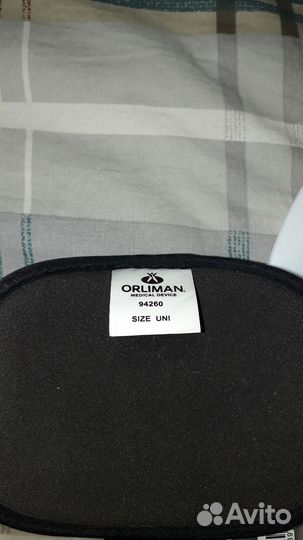 ORLIMAN.
MEDICAL DEVICE
94260
SIZE UNI
Avito